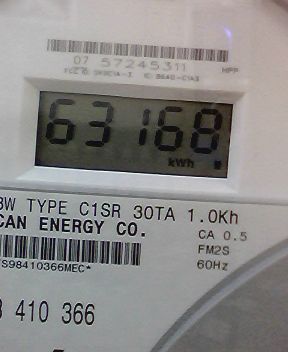 07 57245311
MPP
63168
kWh
3W TYPE C1SR 30TA 1.0Kh
CAN ENERGY CO.
CA 0.5
FM2S
60Hz
S98410366MEC*
410 366